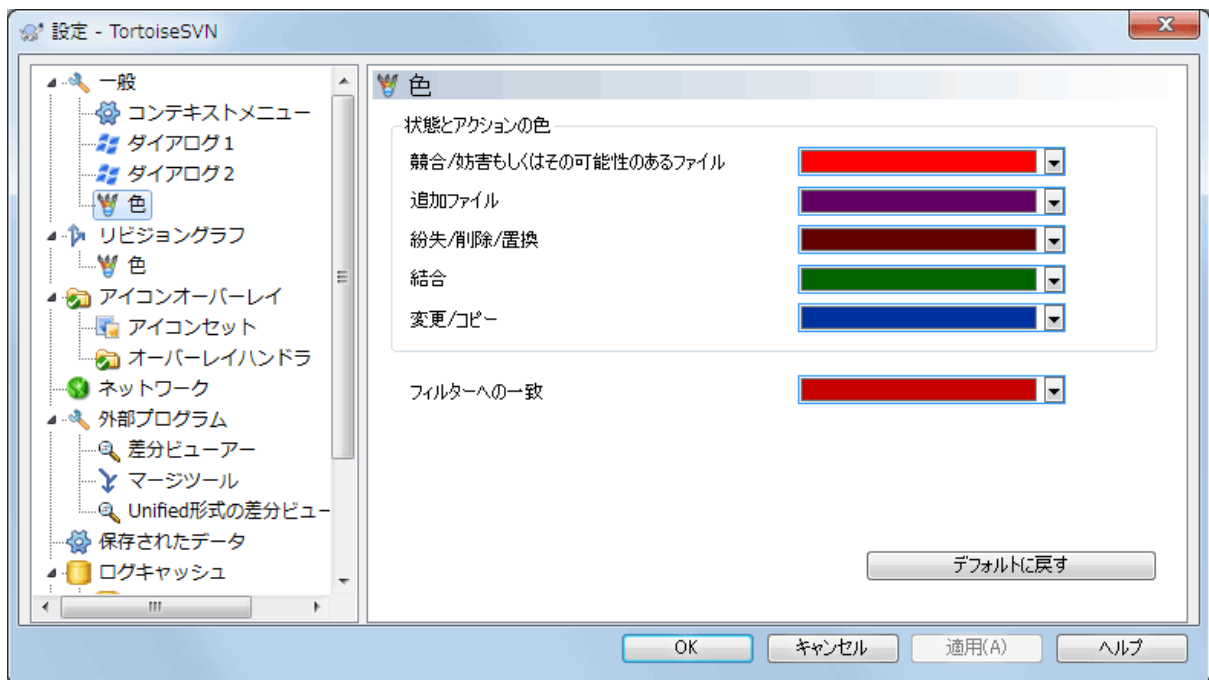 設定 - TortoiseSVN
一般
コンテキストメニュー
ダイアログ1
ダイアログ2
色
リビジョングラフ
色
アイコンオーバーレイ
アイコンセット
オーバーレイハンドラ
ネットワーク
外部プログラム
差分ビューアー
マージツール
Unified形式の差分ビュー
保存されたデータ
ログキャッシュ
色
状態とアクションの色
競合/妨害もしくはその可能性のあるファイル
追加ファイル
紛失/削除/置換
結合
変更/コピー
フィルターへの一致
デフォルトに戻す
OK
キャンセル
適用(A)
ヘルプ